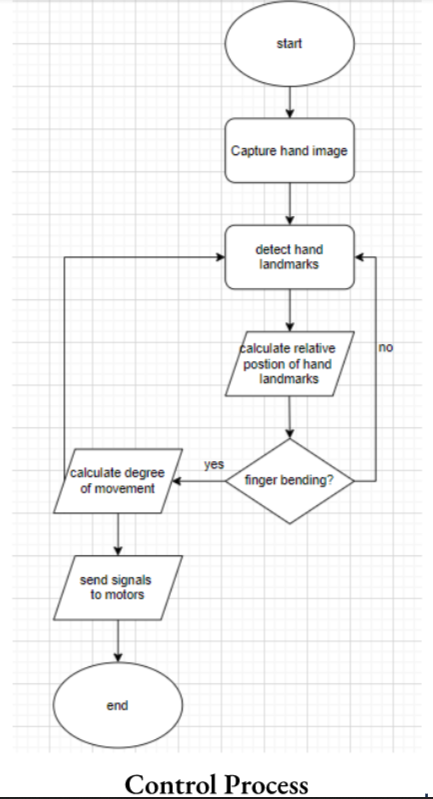 start
Capture hand image
detect hand
landmarks
calculate relative
postion of hand
landmarks
no
finger bending?
yes
calculate degree
of movement
send signals
to motors
end
Control Process